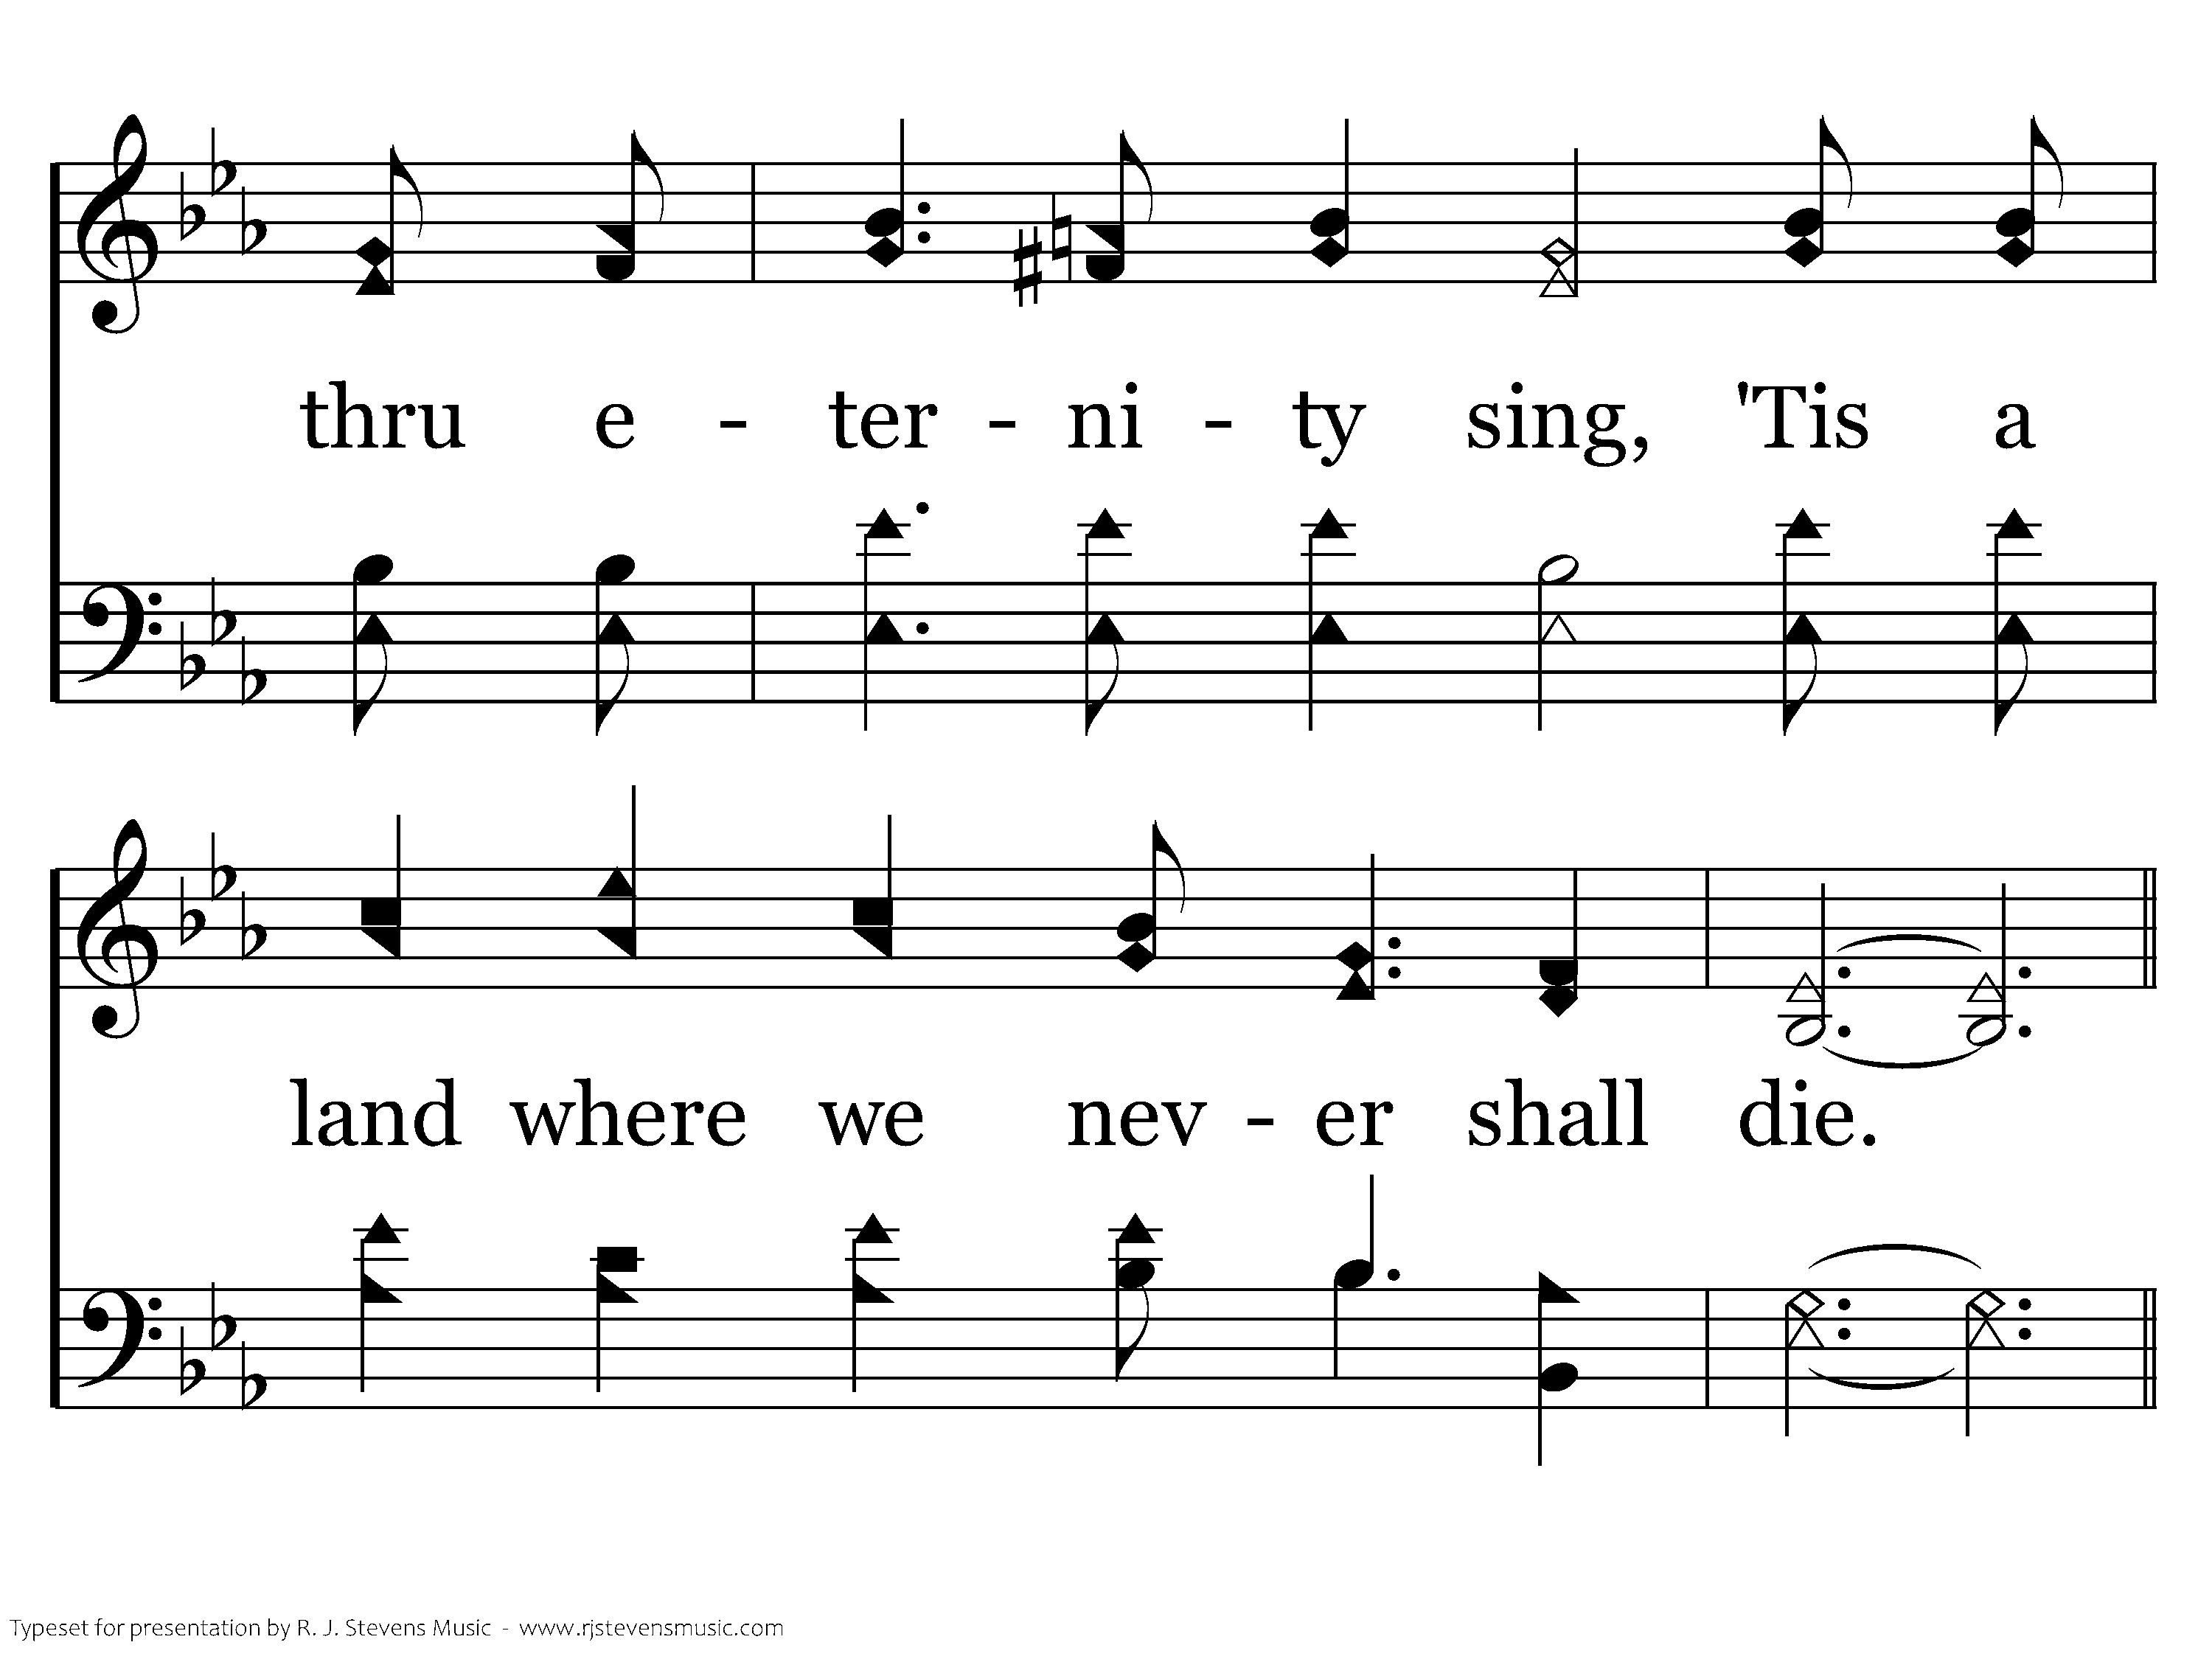 thru e - ter - ni - ty sing, 'Tis a
land where we nev - er shall die.
Typeset for presentation by R. J. Stevens Music - www.rjstevensmusic.com